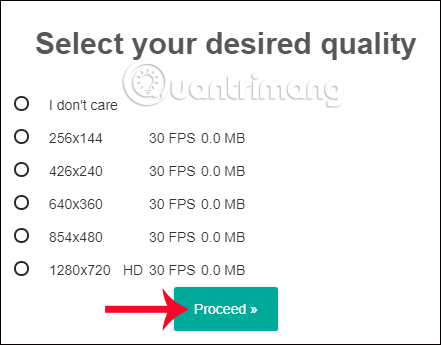 Select your desired quality
Quantrimang
I don't care
256x144 30 FPS 0.0 MB
426x240 30 FPS 0.0 MB
640x360 30 FPS 0.0 MB
854x480 30 FPS 0.0 MB
1280x720 HD 30 FPS 0.0 MB
Proceed »